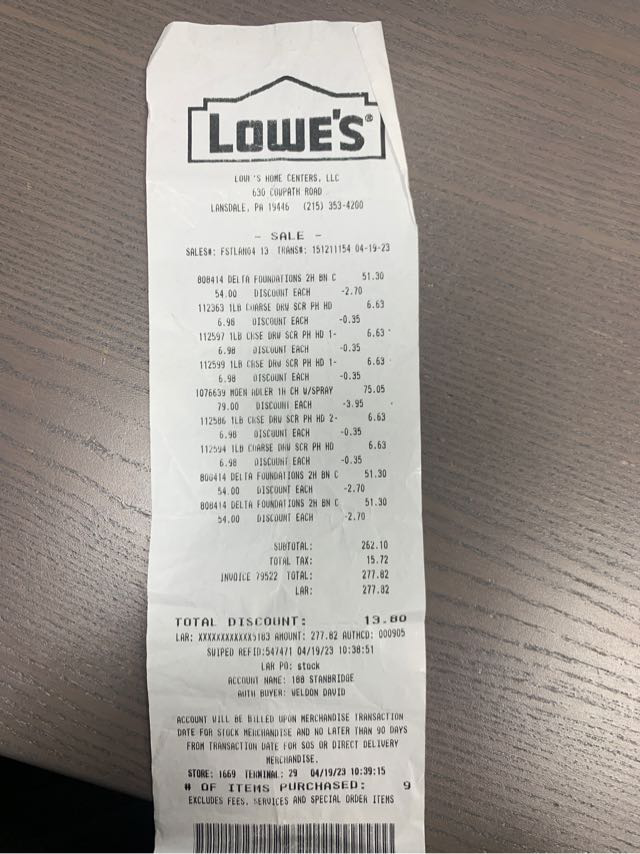 LOWE'S®
LOWE'S HOME CENTERS, LLC
630 COWPATH ROAD
LANSDALE, PA 19446 (215) 353-4200
- SALE -
SALES#: FSTLANG4 13 TRANS#: 151211154 04-19-23
808414 DELTA FOUNDATIONS 2H BN C 51.30
54.00 DISCOUNT EACH -2.70
112363 1LB COARSE DRW SCR PH HD 6.63
6.98 DISCOUNT EACH -0.35
112597 1LB CRSE DRW SCR PH HD 1- 6.63
6.98 DISCOUNT EACH -0.35
112599 1LB CRSE DRW SCR PH HD 1- 6.63
6.98 DISCOUNT EACH -0.35
1076639 MOEN ADLER 1H CH W/SPRAY 75.05
79.00 DISCOUNT EACH -3.95
112586 1LB CRSE DRW SCR PH HD 2- 6.63
6.98 DISCOUNT EACH -0.35
112594 1LB COARSE DRW SCR PH HD 6.63
6.98 DISCOUNT EACH -0.35
808414 DELTA FOUNDATIONS 2H BN C 51.30
54.00 DISCOUNT EACH -2.70
808414 DELTA FOUNDATIONS 2H BN C 51.30
54.00 DISCOUNT EACH -2.70
SUBTOTAL: 262.10
TOTAL TAX: 15.72
INVOICE 79522 TOTAL: 277.82
LAR: 277.82
TOTAL DISCOUNT: 13.80
LAR: XXXXXXXXXXXX5183 AMOUNT: 277.82 AUTHCD: 000905
SWIPED REFID:547471 04/19/23 10:38:51
LAR PO: stock
ACCOUNT NAME: 188 STANBRIDGE
AUTH BUYER: WELDON DAVID
ACCOUNT WILL BE BILLED UPON MERCHANDISE TRANSACTION
DATE FOR STOCK MERCHANDISE AND NO LATER THAN 90 DAYS
FROM TRANSACTION DATE FOR SOS OR DIRECT DELIVERY
MERCHANDISE.
STORE: 1669 TERMINAL: 29 04/19/23 10:39:15
# OF ITEMS PURCHASED: 9
EXCLUDES FEES, SERVICES AND SPECIAL ORDER ITEMS